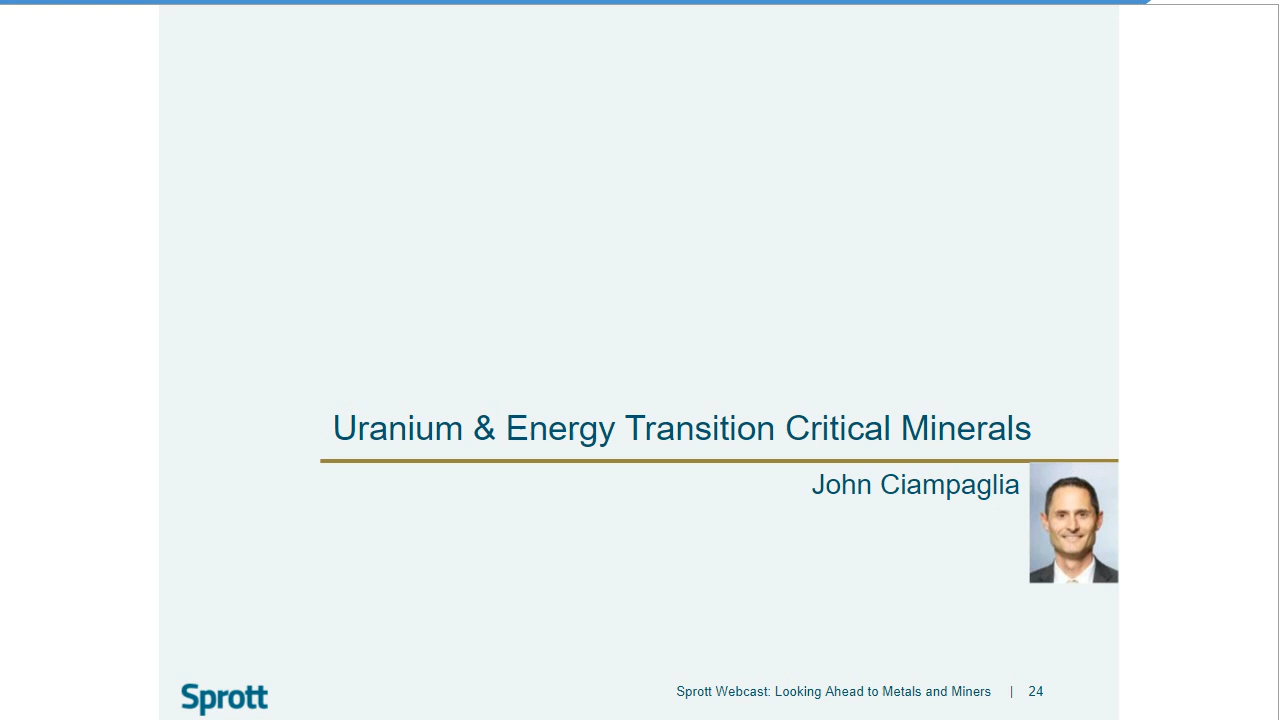 Uranium & Energy Transition Critical Minerals
John Ciampaglia
Sprott
Sprott Webcast: Looking Ahead to Metals and Miners | 24